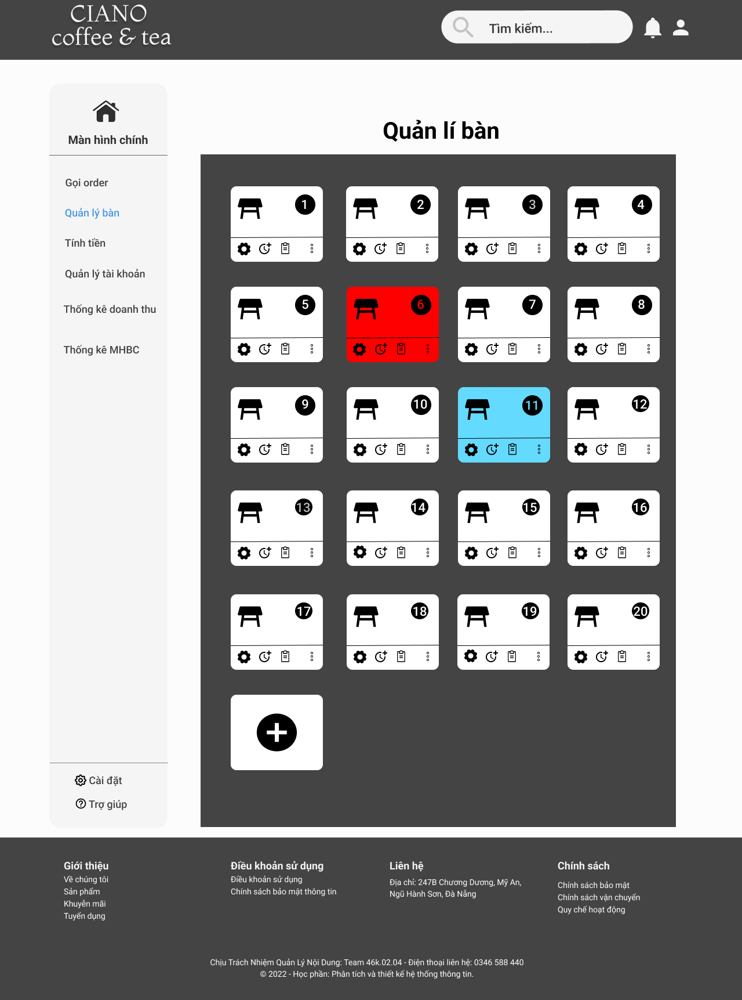 CIANO
coffee & tea
Tìm kiếm...
Màn hình chính
Quản lí bàn
Gọi order
Quản lý bàn
Tính tiền
Quản lý tài khoản
Thống kê doanh thu
Thống kê MHBC
1
2
3
4
5
6
7
8
9
10
11
12
13
14
15
16
17
18
19
20
Cài đặt
Trợ giúp
Giới thiệu
Về chúng tôi
Sản phẩm
Khuyễn mãi
Tuyển dụng
Điều khoản sử dụng
Điều khoản sử dụng
Chính sách bảo mật thông tin
Liên hệ
Địa chỉ: 247B Chương Dương, Mỹ An,
Ngũ Hành Sơn, Đà Nẵng
Chính sách
Chính sách bảo mật
Chính sách vận chuyển
Quy chế hoạt động
Chịu Trách Nhiệm Quản Lý Nội Dung: Team 46k.02.04 - Điện thoại liên hệ: 0346 588 440
© 2022 - Học phần: Phân tích và thiết kế hệ thống thông tin.